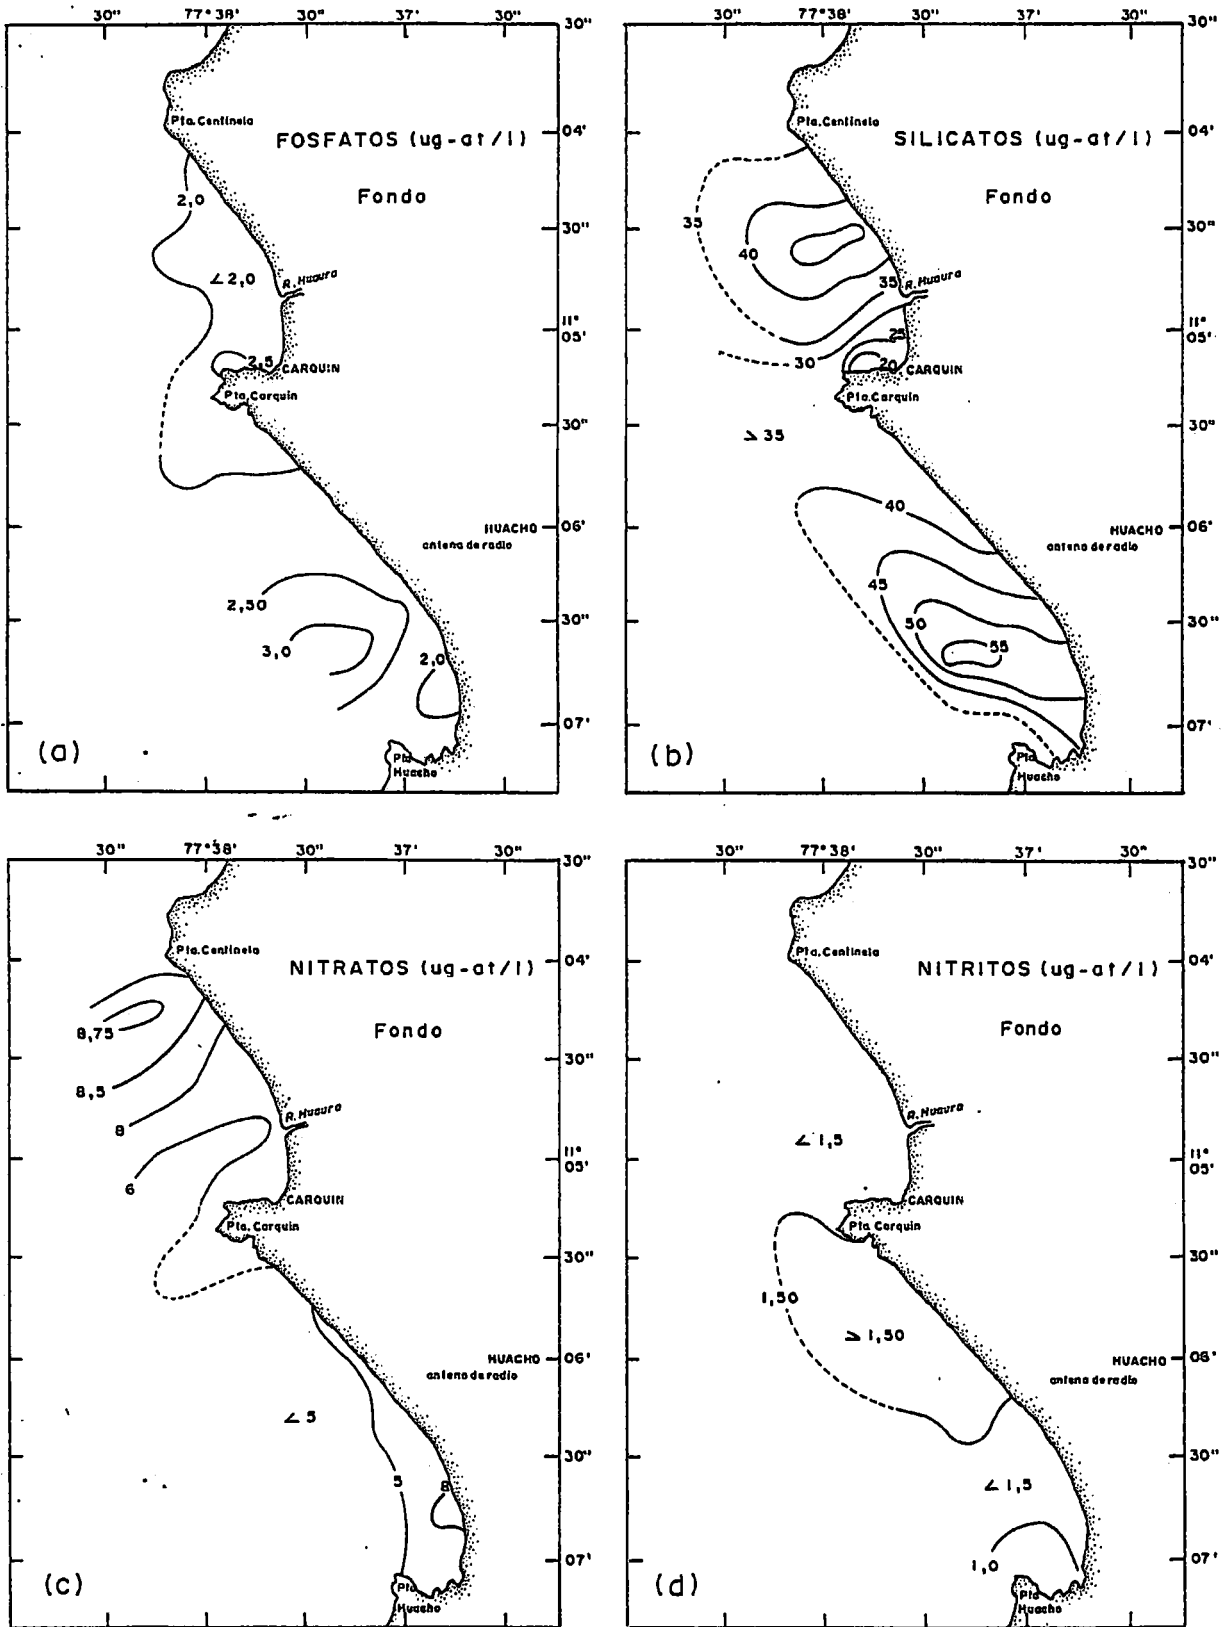 30" 77°38' 30" 37' 30" 30"
Pta. Centinela
04'
FOSFATOS (ug-at/l)
Fondo
2,0
30"
∠2,0
R. Huaura
11°
05'
2,5
CARQUIN
Pta. Carquin
30"
HUACHO
antena de radio
06'
2,50
30"
3,0
2,0
07'
(a)
Pta
Huacho
30" 77°38' 30" 37' 30" 30"
Pta. Centinela
04'
SILICATOS (ug-at/l)
Fondo
35
30"
40
R. Huaura
35
11°
05'
25
30
20
CARQUIN
Pta. Carquin
30"
≥ 35
40
HUACHO
antena de radio
06'
45
50
30"
55
07'
(b)
Pta
Huacho
30" 77°38' 30" 37' 30" 30"
Pta. Centinela
04'
NITRATOS (ug-at/l)
Fondo
8,75
30"
8,5
8
R. Huaura
11°
05'
6
CARQUIN
Pta. Carquin
30"
HUACHO
antena de radio
06'
∠ 5
30"
5
8
07'
(c)
Pta
Huacho
30" 77°38' 30" 37' 30" 30"
Pta. Centinela
04'
NITRITOS (ug-at/l)
Fondo
30"
R. Huaura
∠ 1,5
11°
05'
CARQUIN
Pta. Carquin
30"
1,50
≥ 1,50
HUACHO
antena de radio
06'
30"
∠ 1,5
1,0
07'
(d)
Pta
Huacho